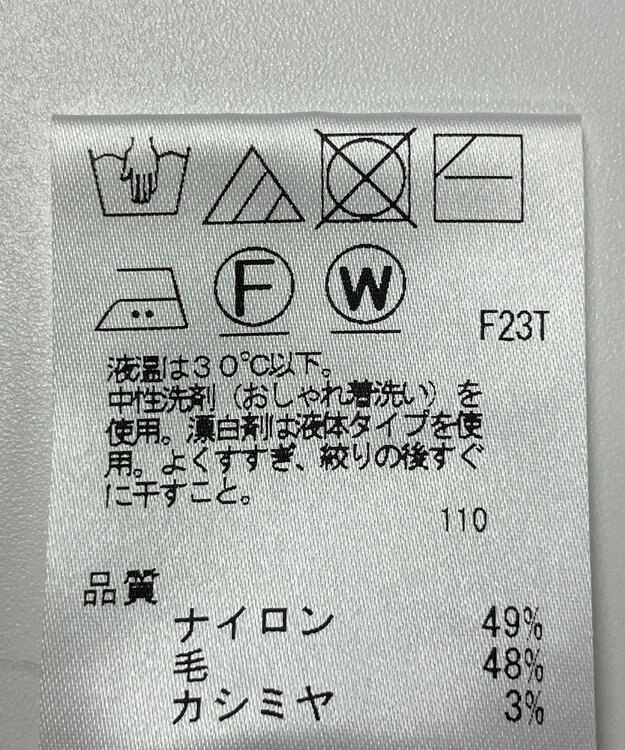 F
W
F23T
液温は30℃以下。
中性洗剤（おしゃれ着洗い）を
使用。漂白剤は液体タイプを使
用。よくすすぎ、絞りの後すぐ
に干すこと。
110
品質
ナイロン 49%
毛 48%
カシミヤ 3%